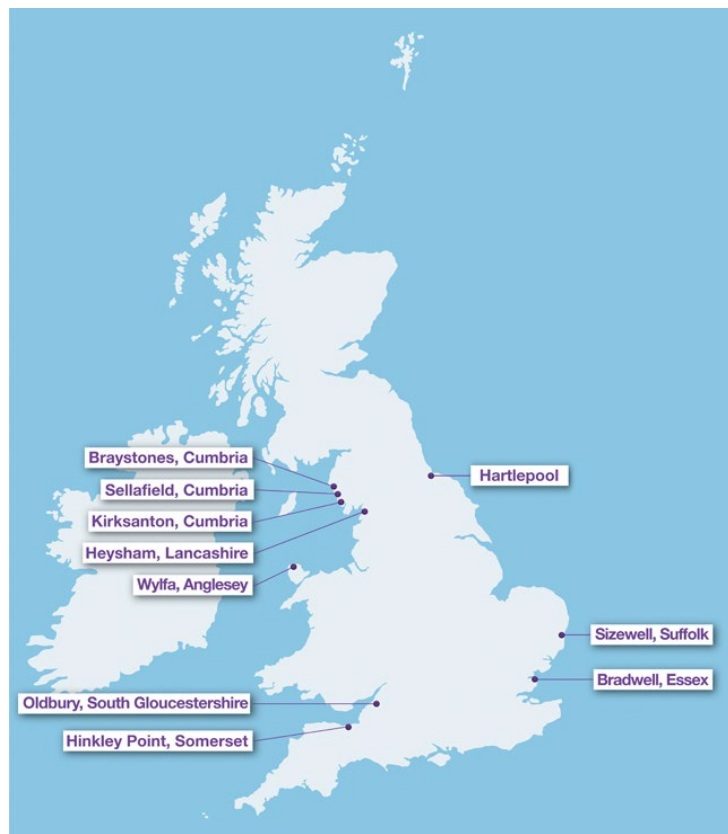 Braystones, Cumbria
Sellafield, Cumbria
Kirksanton, Cumbria
Heysham, Lancashire
Wylfa, Anglesey
Oldbury, South Gloucestershire
Hinkley Point, Somerset
Hartlepool
Sizewell, Suffolk
Bradwell, Essex